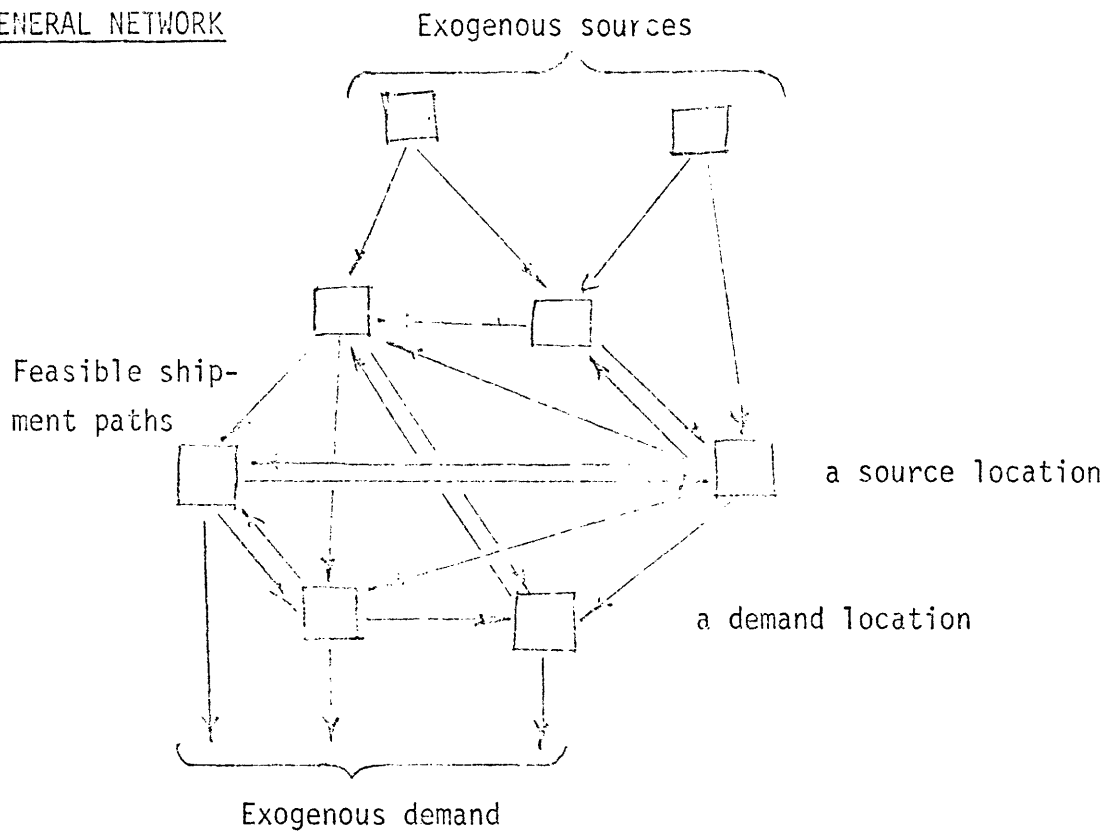 ENERAL NETWORK
Exogenous sources
Feasible ship-
ment paths
a source location
a demand location
Exogenous demand